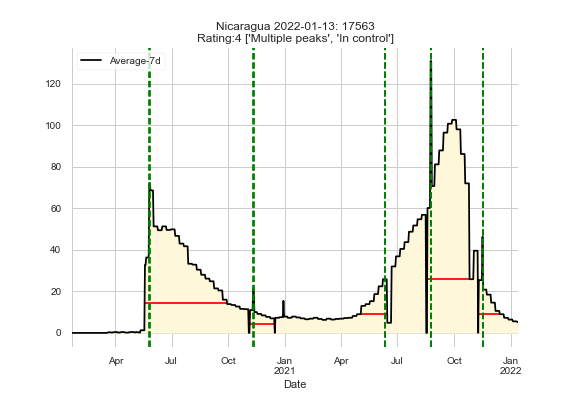 Nicaragua 2022-01-13: 17563
Rating:4 ['Multiple peaks', 'In control']
Average-7d
120
100
80
60
40
20
0
Apr Jul Oct Jan Apr Jul Oct Jan
2021 2022
Date